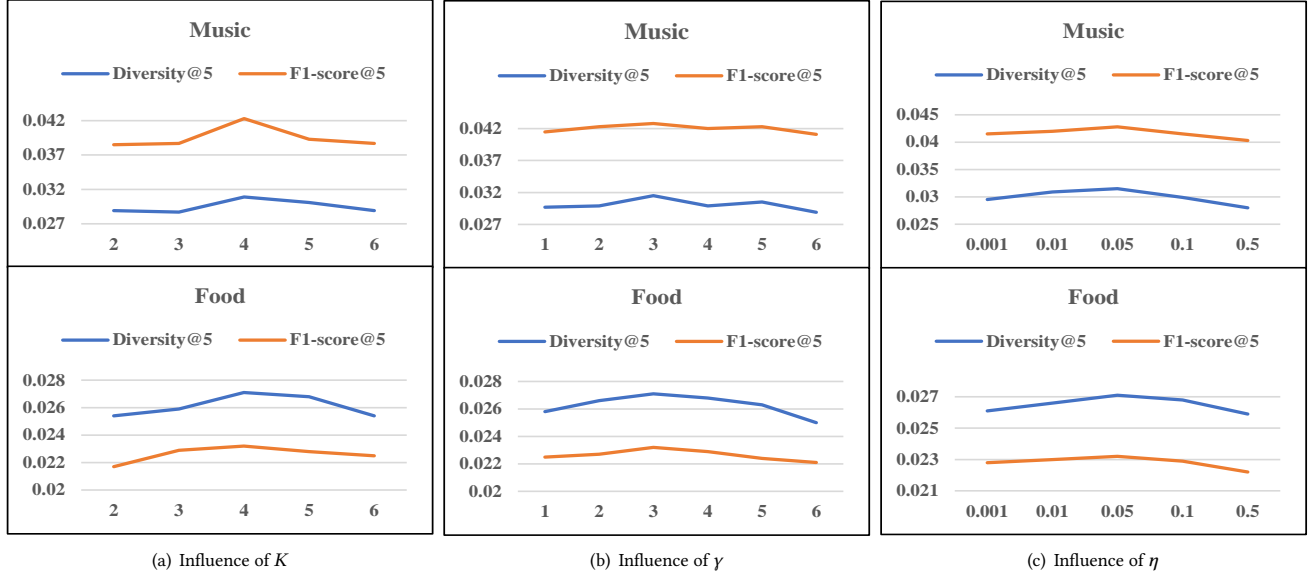 Music
Diversity@5 F1-score@5
0.042
0.037
0.032
0.027
2 3 4 5 6
Food
Diversity@5 F1-score@5
0.028
0.026
0.024
0.022
0.02
2 3 4 5 6
(a) Influence of K
Music
Diversity@5 F1-score@5
0.042
0.037
0.032
0.027
1 2 3 4 5 6
Food
Diversity@5 F1-score@5
0.028
0.026
0.024
0.022
0.02
1 2 3 4 5 6
(b) Influence of γ
Music
Diversity@5 F1-score@5
0.045
0.04
0.03
0.025
0.001 0.01 0.05 0.1 0.5
Food
Diversity@5 F1-score@5
0.027
0.025
0.023
0.021
0.001 0.01 0.05 0.1 0.5
(c) Influence of η